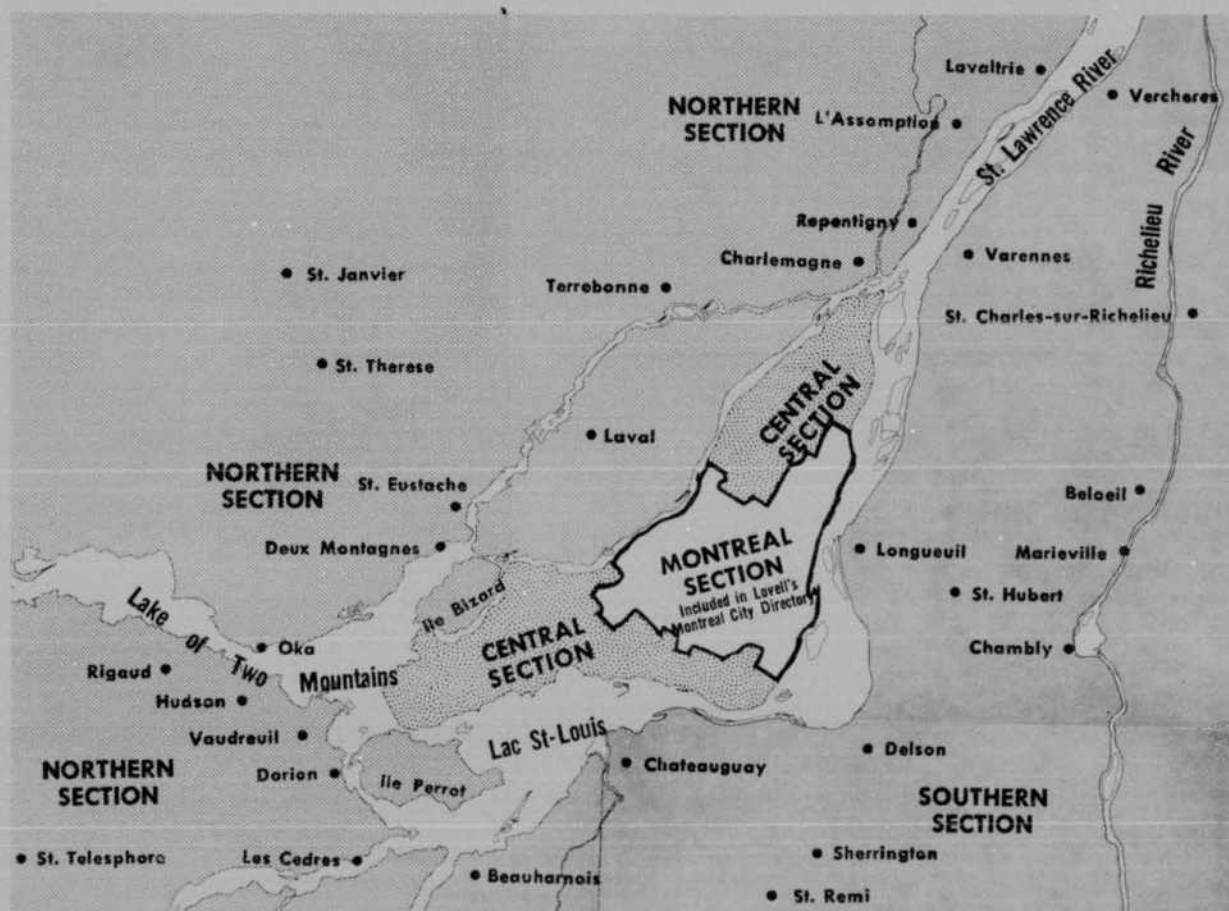 Lavaltrie
Vercheres
NORTHERN
SECTION
L'Assomption
St. Lawrence River
Richelieu River
Repentigny
Charlemagne
Varennes
St. Janvier
Terrebonne
St. Charles-sur-Richelieu
St. Therese
CENTRAL
SECTION
Laval
NORTHERN
SECTION
St. Eustache
Beloeil
Deux Montagnes
Longueuil
Marieville
MONTREAL
SECTION
Included in Lovell's
Montreal City Directory
Ile Bizard
St. Hubert
Lake of Two Mountains
Oka
CENTRAL
SECTION
Chambly
Rigaud
Hudson
Vaudreuil
Lac St-Louis
Delson
NORTHERN
SECTION
Dorion
Ile Perrot
Chateauguay
SOUTHERN
SECTION
St. Telesphore
Les Cedres
Sherrington
Beauharnois
St. Remi